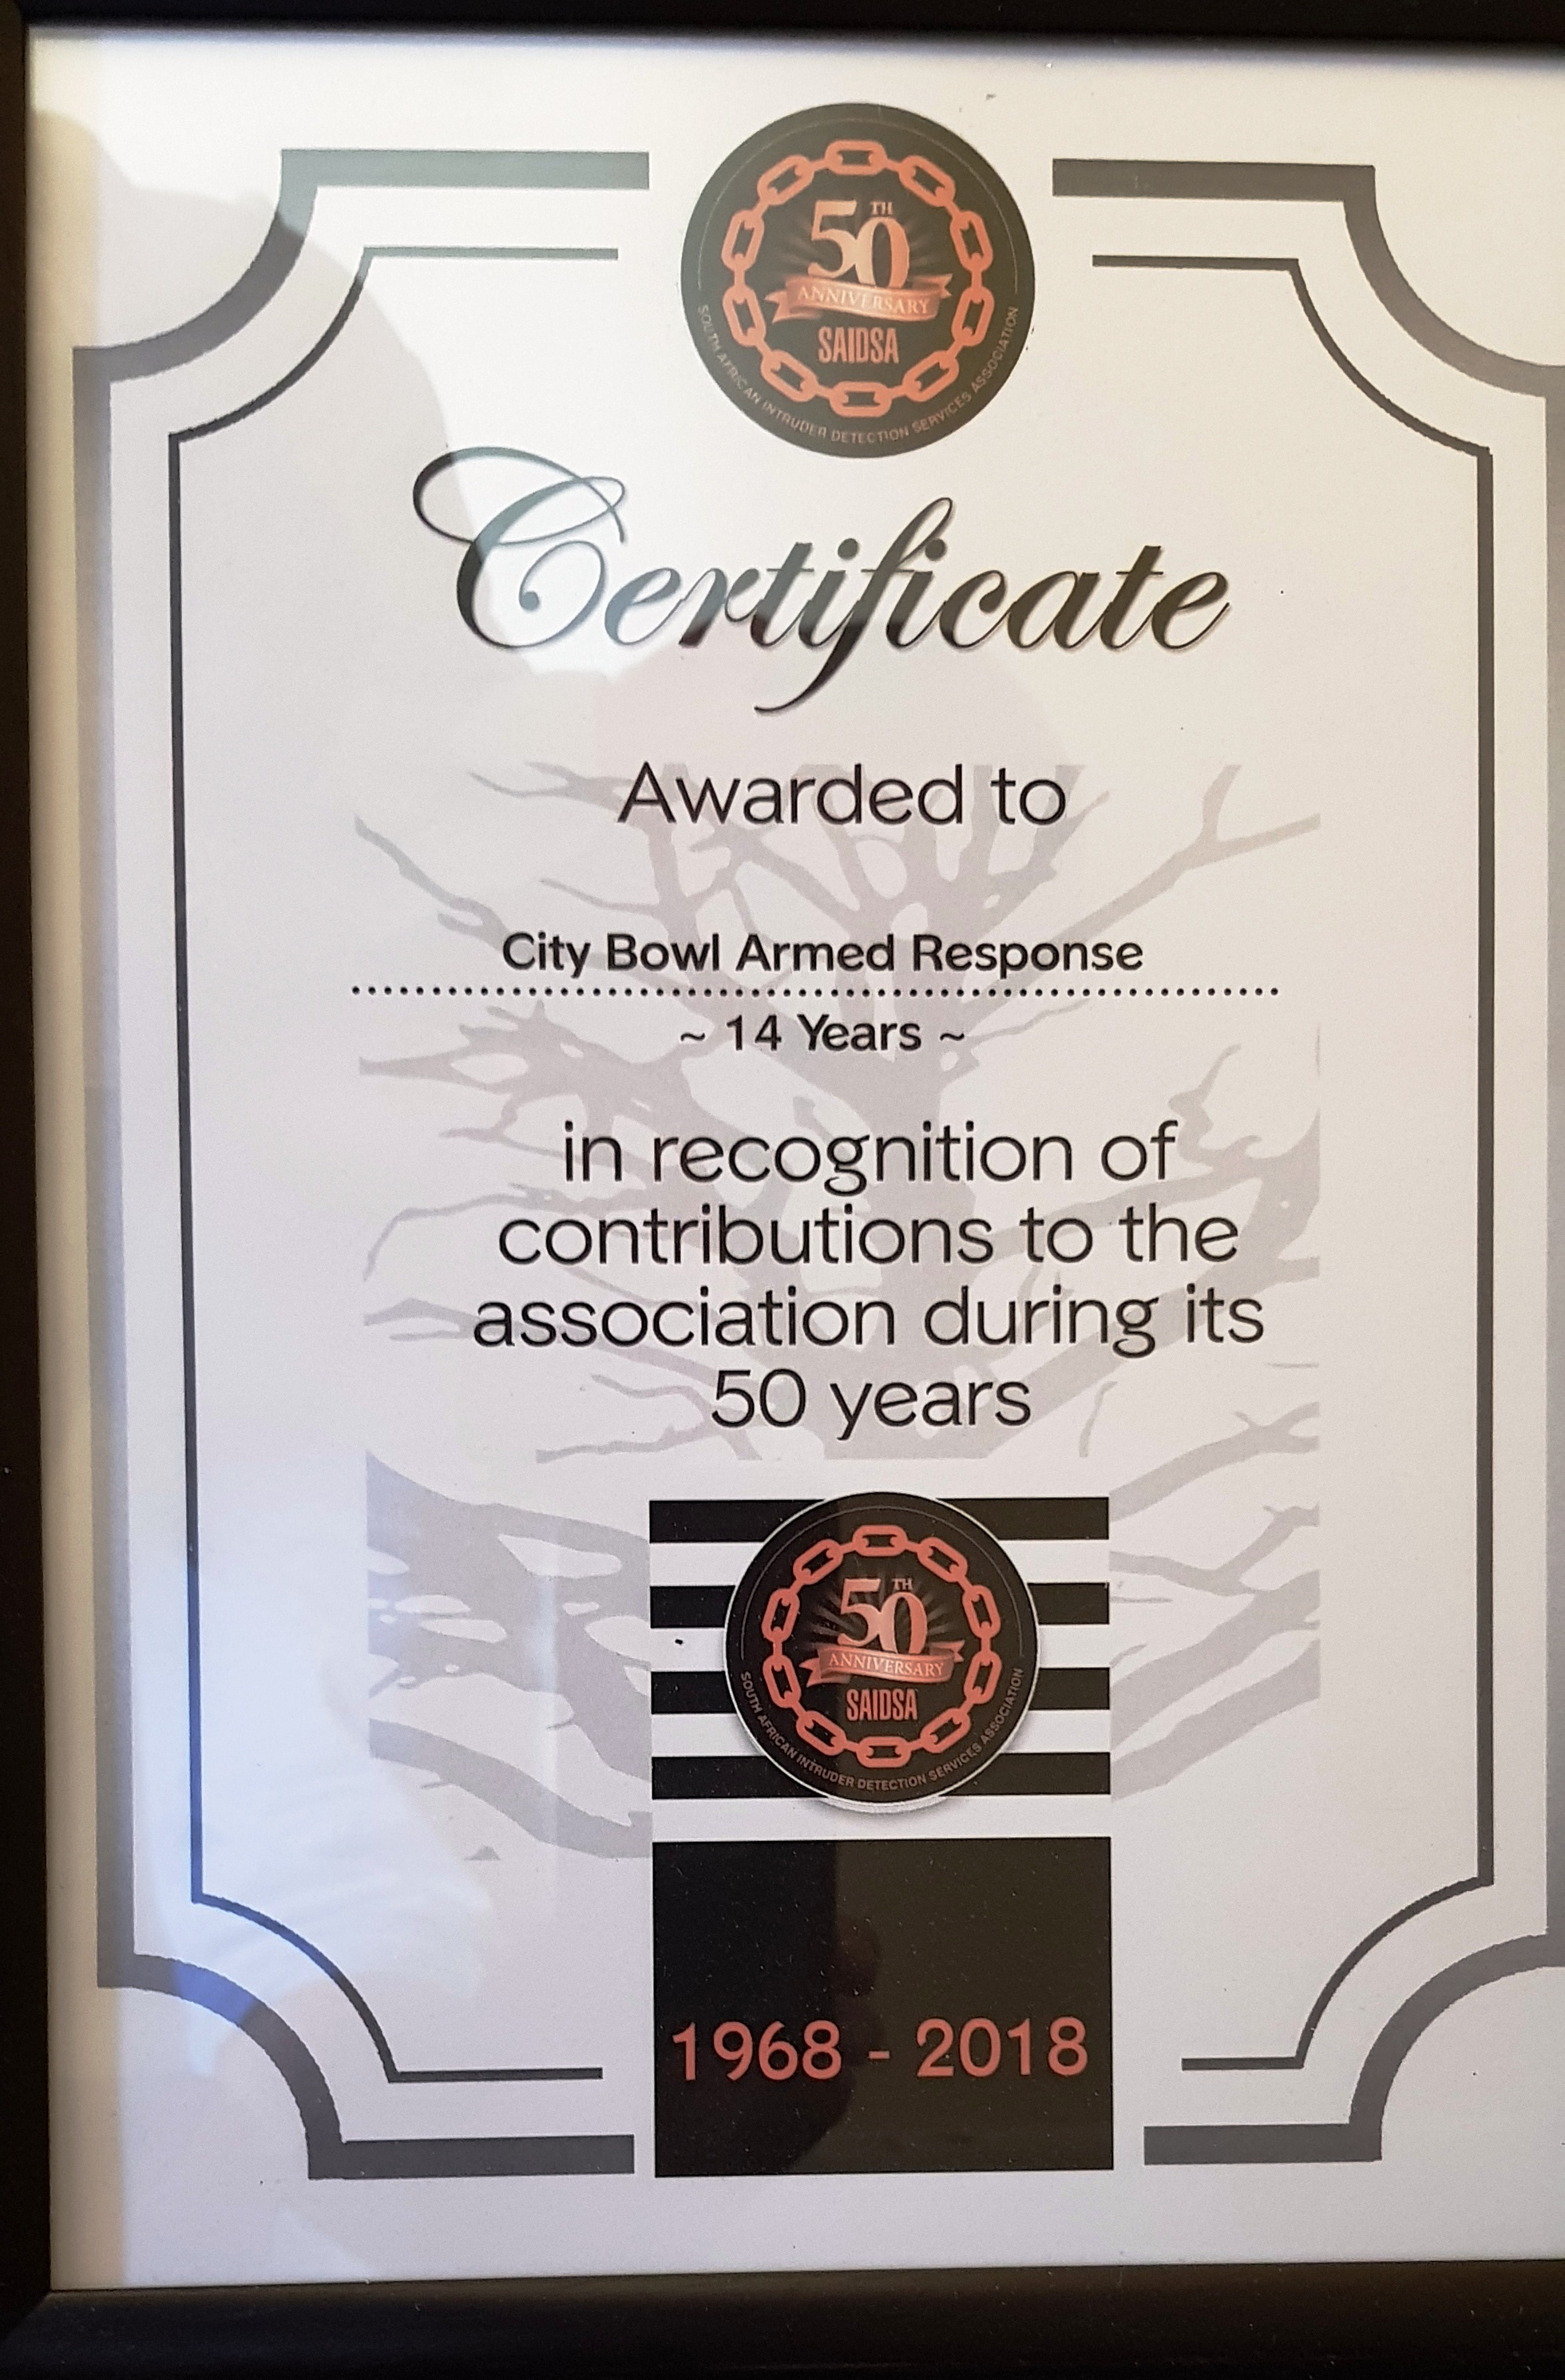 50TH
ANNIVERSARY
SAIDSA
SOUTH AFRICAN INTRUDER DETECTION SERVICES ASSOCIATION
Certificate
Awarded to
City Bowl Armed Response
~ 14 Years ~
in recognition of
contributions to the
association during its
50 years
50TH
ANNIVERSARY
SAIDSA
SOUTH AFRICAN INTRUDER DETECTION SERVICES ASSOCIATION
1968 - 2018